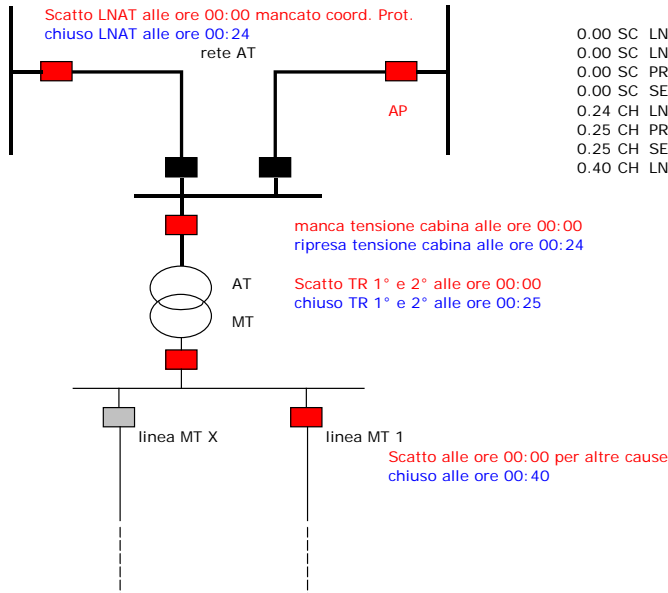 Scatto LNAT alle ore 00:00 mancato coord. Prot.
chiuso LNAT alle ore 00:24
rete AT
0.00 SC LN
0.00 SC LN
0.00 SC PR
0.00 SC SE
0.24 CH LN
0.25 CH PR
0.25 CH SE
0.40 CH LN
AP
manca tensione cabina alle ore 00:00
ripresa tensione cabina alle ore 00:24
AT
Scatto TR 1° e 2° alle ore 00:00
chiuso TR 1° e 2° alle ore 00:25
MT
linea MT X
linea MT 1
Scatto alle ore 00:00 per altre cause
chiuso alle ore 00:40